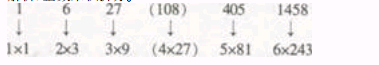 1 6 27 (108) 405 1458
↓ ↓ ↓ ↓ ↓ ↓
1×1 2×3 3×9 (4×27) 5×81 6×243